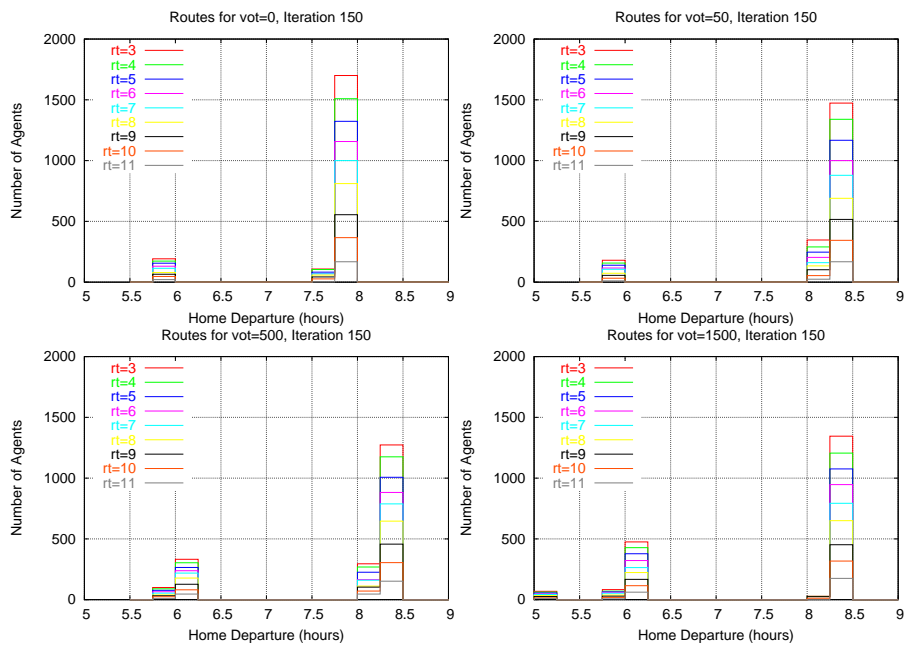 Routes for vot=0, Iteration 150
2000
1500
1000
500
0
Number of Agents
rt=3
rt=4
rt=5
rt=6
rt=7
rt=8
rt=9
rt=10
rt=11
5 5.5 6 6.5 7 7.5 8 8.5 9
Home Departure (hours)
Routes for vot=50, Iteration 150
2000
1500
1000
500
0
Number of Agents
rt=3
rt=4
rt=5
rt=6
rt=7
rt=8
rt=9
rt=10
rt=11
5 5.5 6 6.5 7 7.5 8 8.5 9
Home Departure (hours)
Routes for vot=500, Iteration 150
2000
1500
1000
500
0
Number of Agents
rt=3
rt=4
rt=5
rt=6
rt=7
rt=8
rt=9
rt=10
rt=11
5 5.5 6 6.5 7 7.5 8 8.5 9
Home Departure (hours)
Routes for vot=1500, Iteration 150
2000
1500
1000
500
0
Number of Agents
rt=3
rt=4
rt=5
rt=6
rt=7
rt=8
rt=9
rt=10
rt=11
5 5.5 6 6.5 7 7.5 8 8.5 9
Home Departure (hours)